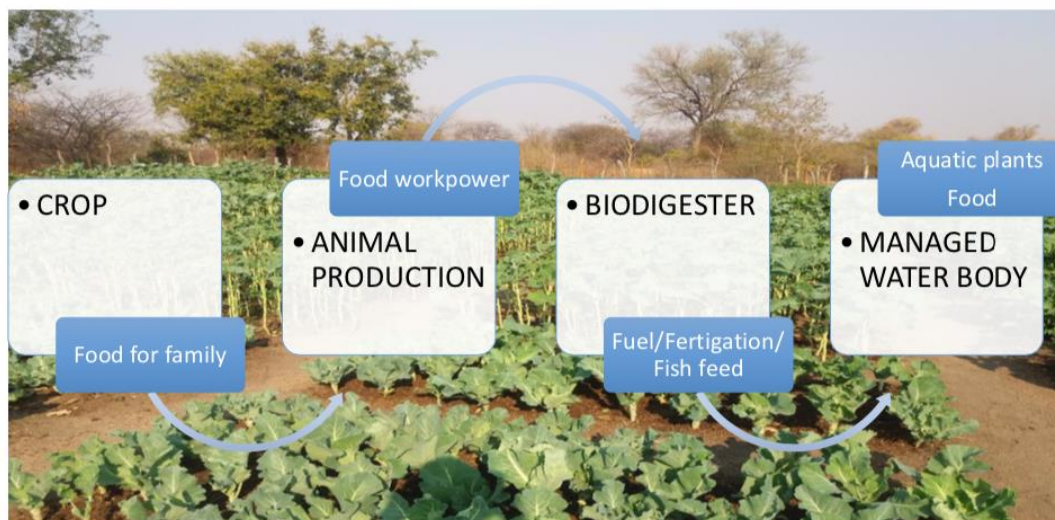 • CROP
Food for family
Food workpower
• ANIMAL
PRODUCTION
• BIODIGESTER
Fuel/Fertigation/
Fish feed
Aquatic plants
Food
• MANAGED
WATER BODY